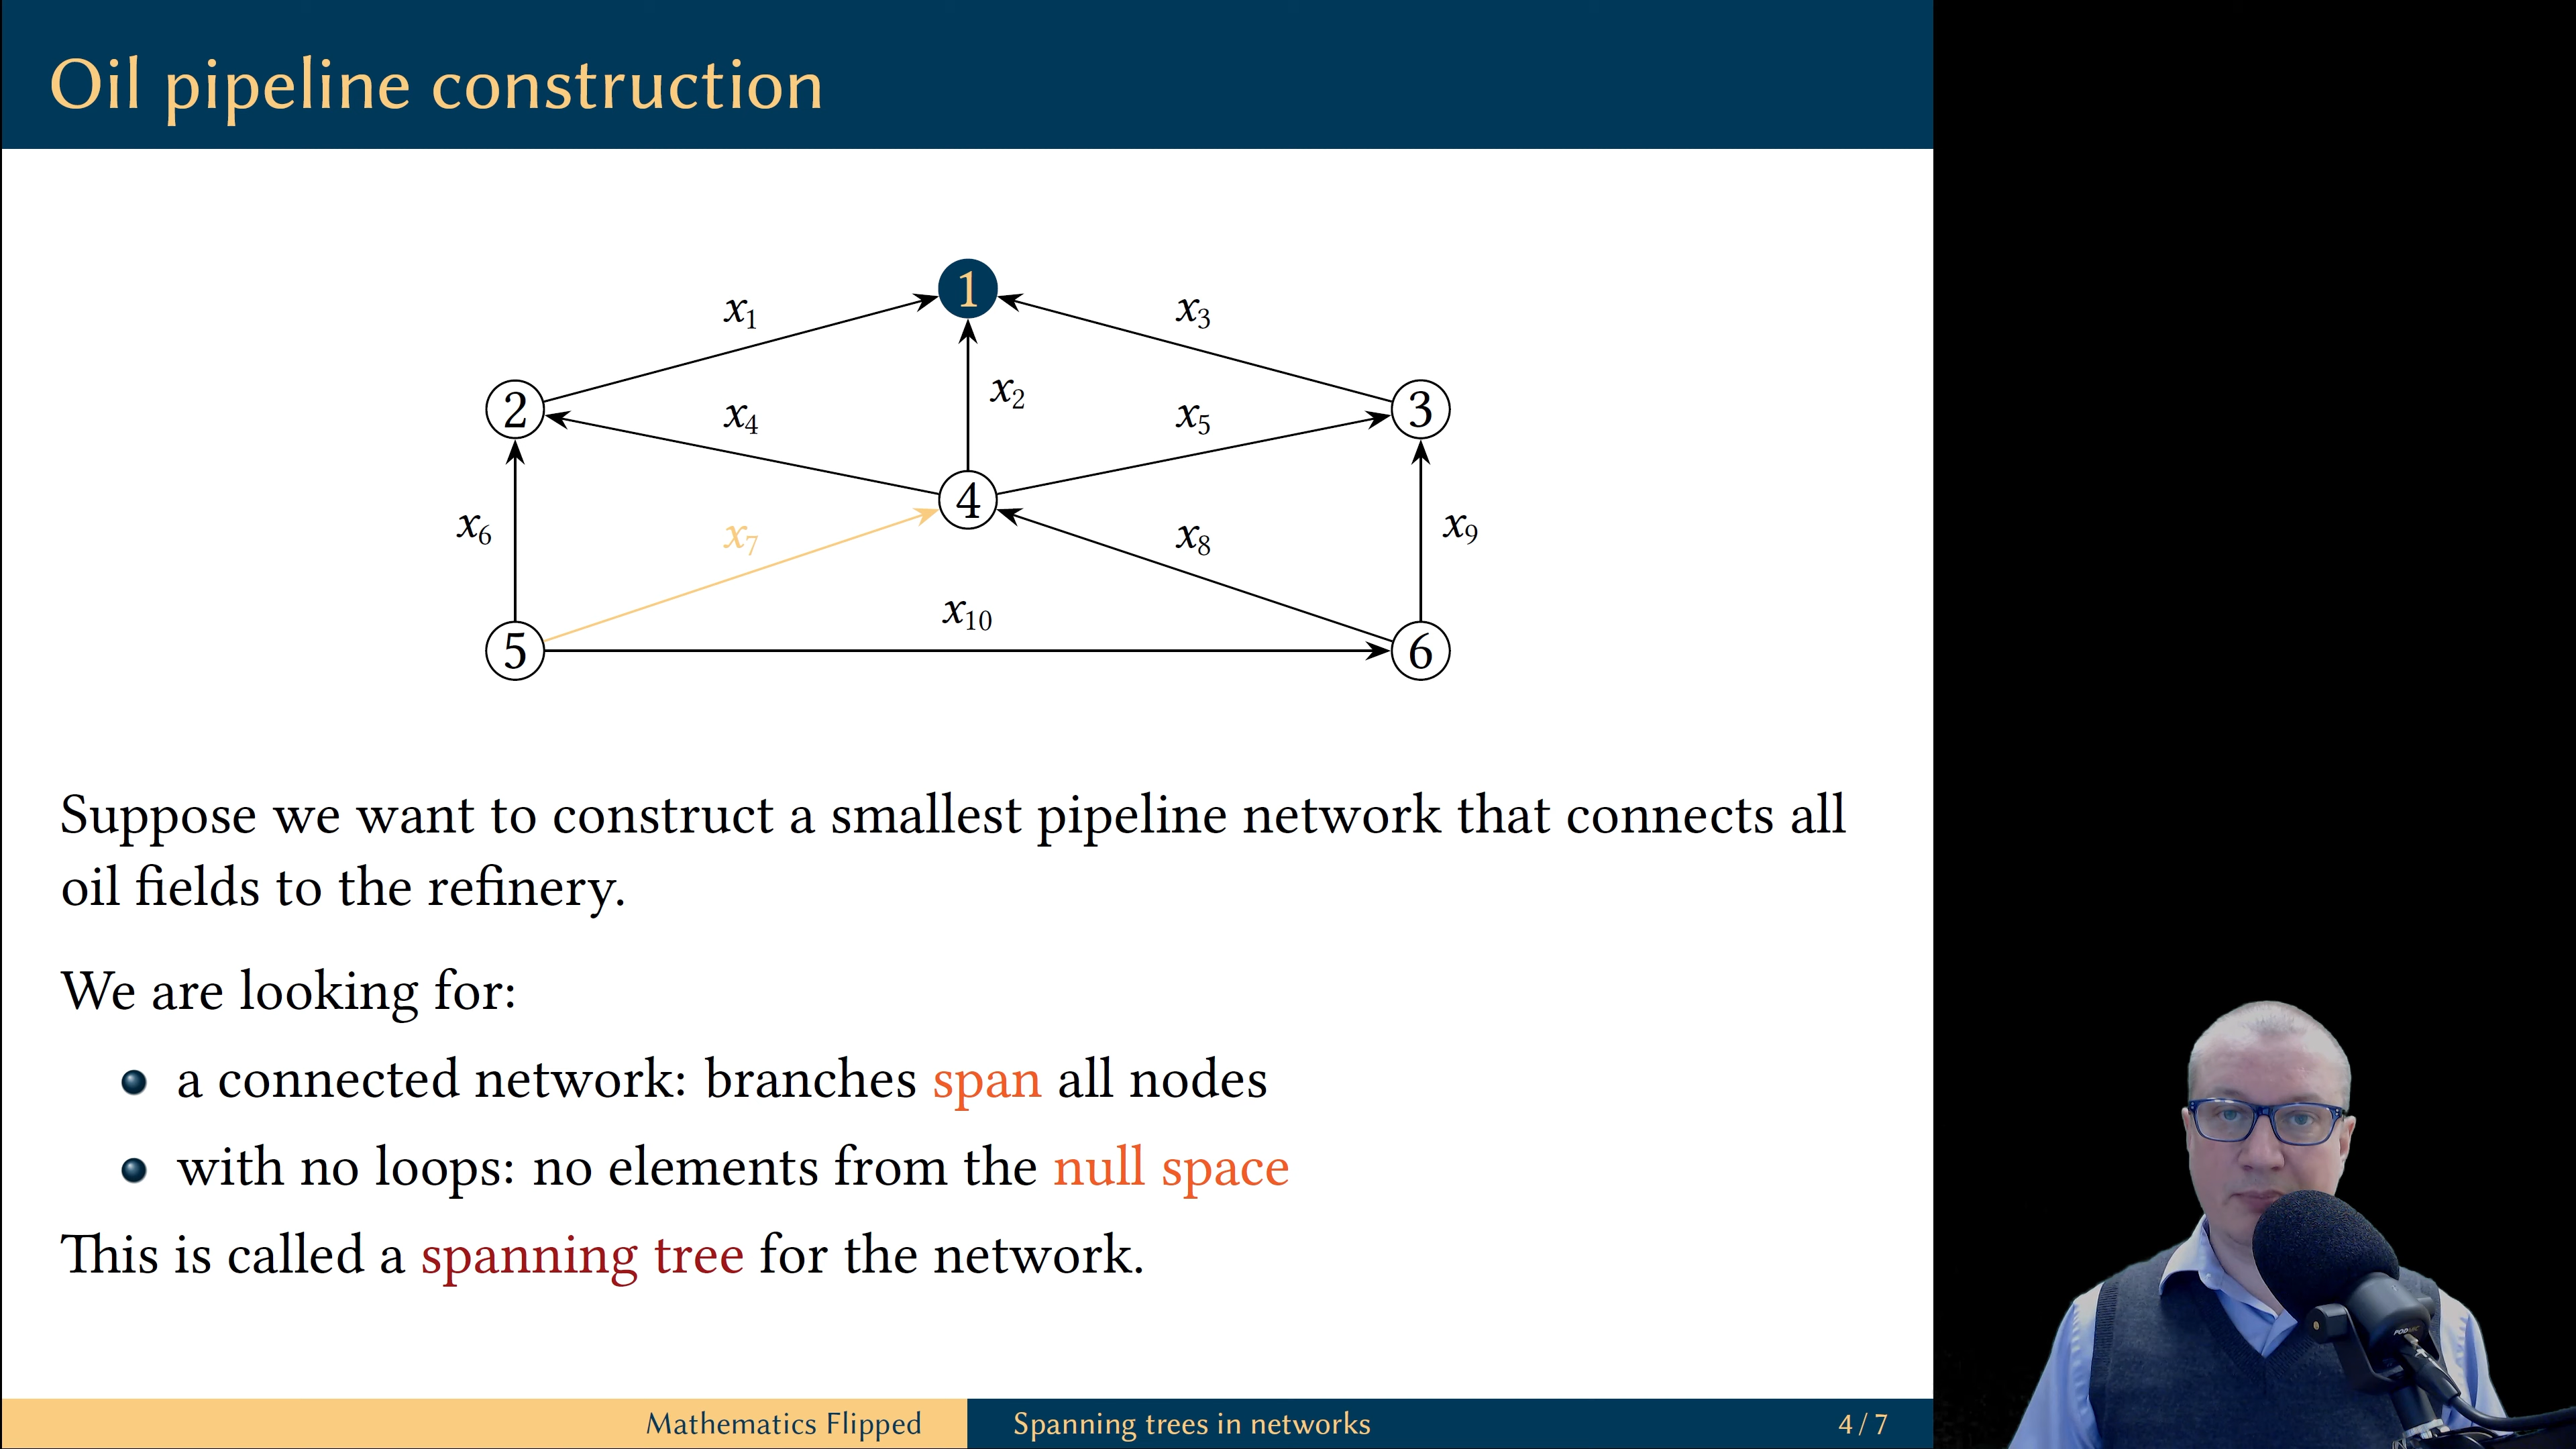 Oil pipeline construction
1
x1
x3
x2
2
x4
x5
3
4
x6
x7
x8
x9
x10
5
6
Suppose we want to construct a smallest pipeline network that connects all
oil fields to the refinery.
We are looking for:
a connected network: branches span all nodes
with no loops: no elements from the null space
This is called a spanning tree for the network.
Mathematics Flipped
Spanning trees in networks
4 / 7